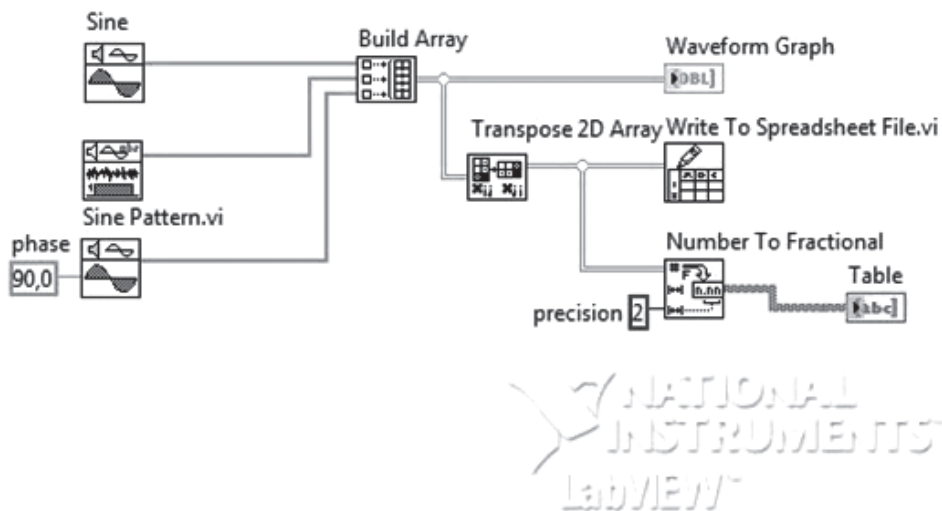 Sine
Build Array
Waveform Graph
DBL
Transpose 2D Array
Write To Spreadsheet File.vi
Sine Pattern.vi
phase
90,0
Number To Fractional
F
n.nn
Table
abc
precision
2
NATIONAL
INSTRUMENTS
LabVIEW™